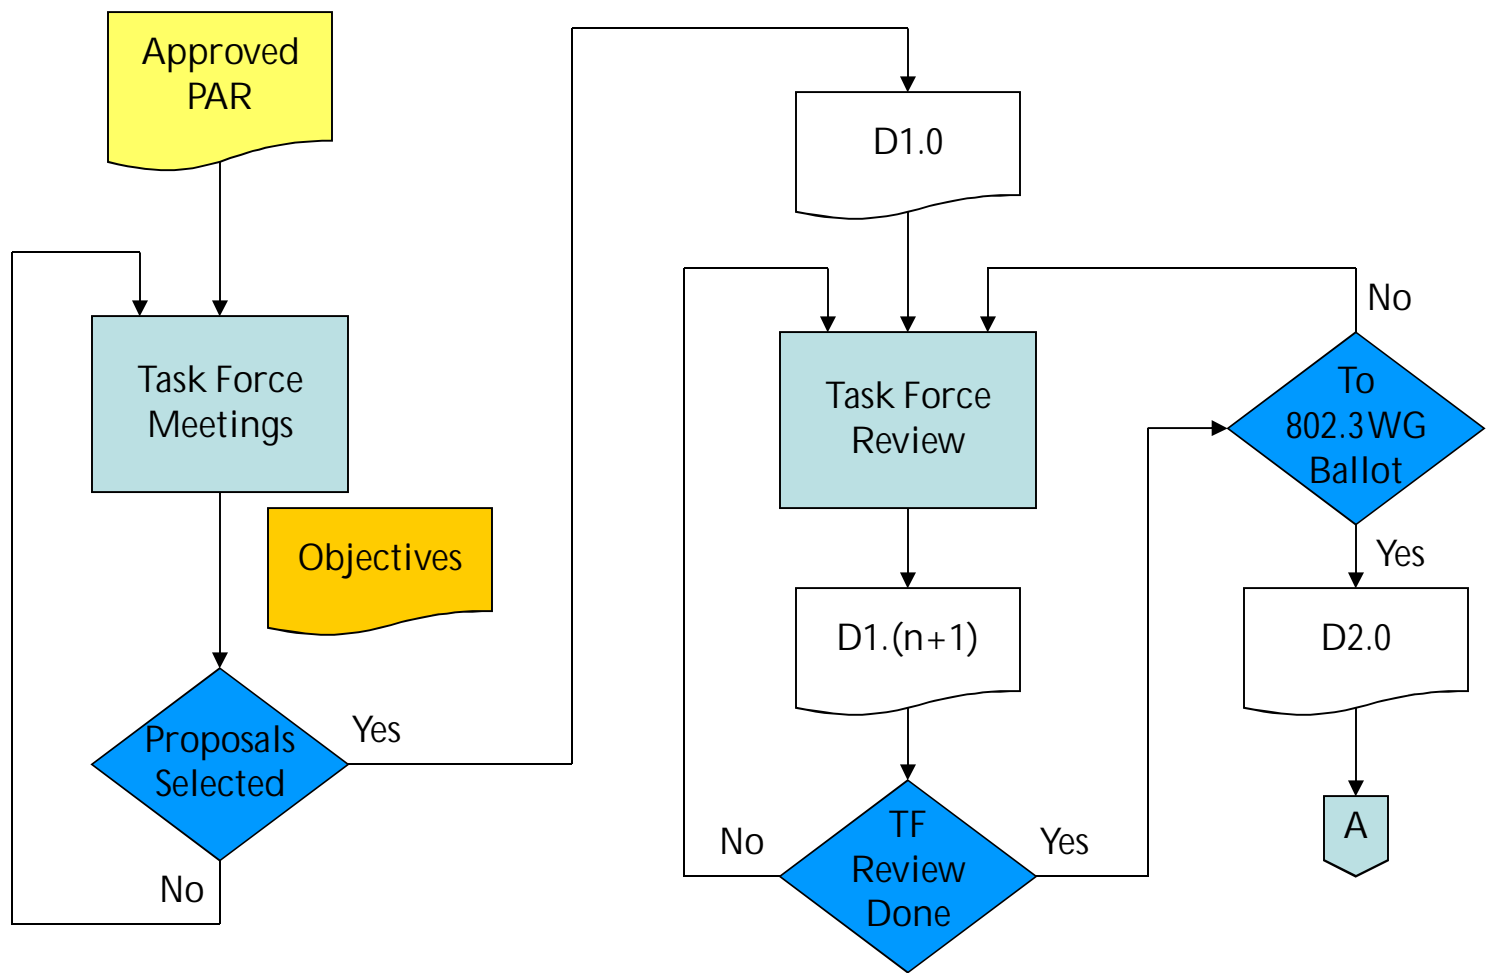 Approved
PAR
Task Force
Meetings
Objectives
Proposals
Selected
Yes
No
D1.0
Task Force
Review
D1.(n+1)
TF
Review
Done
No
Yes
To
802.3WG
Ballot
No
Yes
D2.0
A